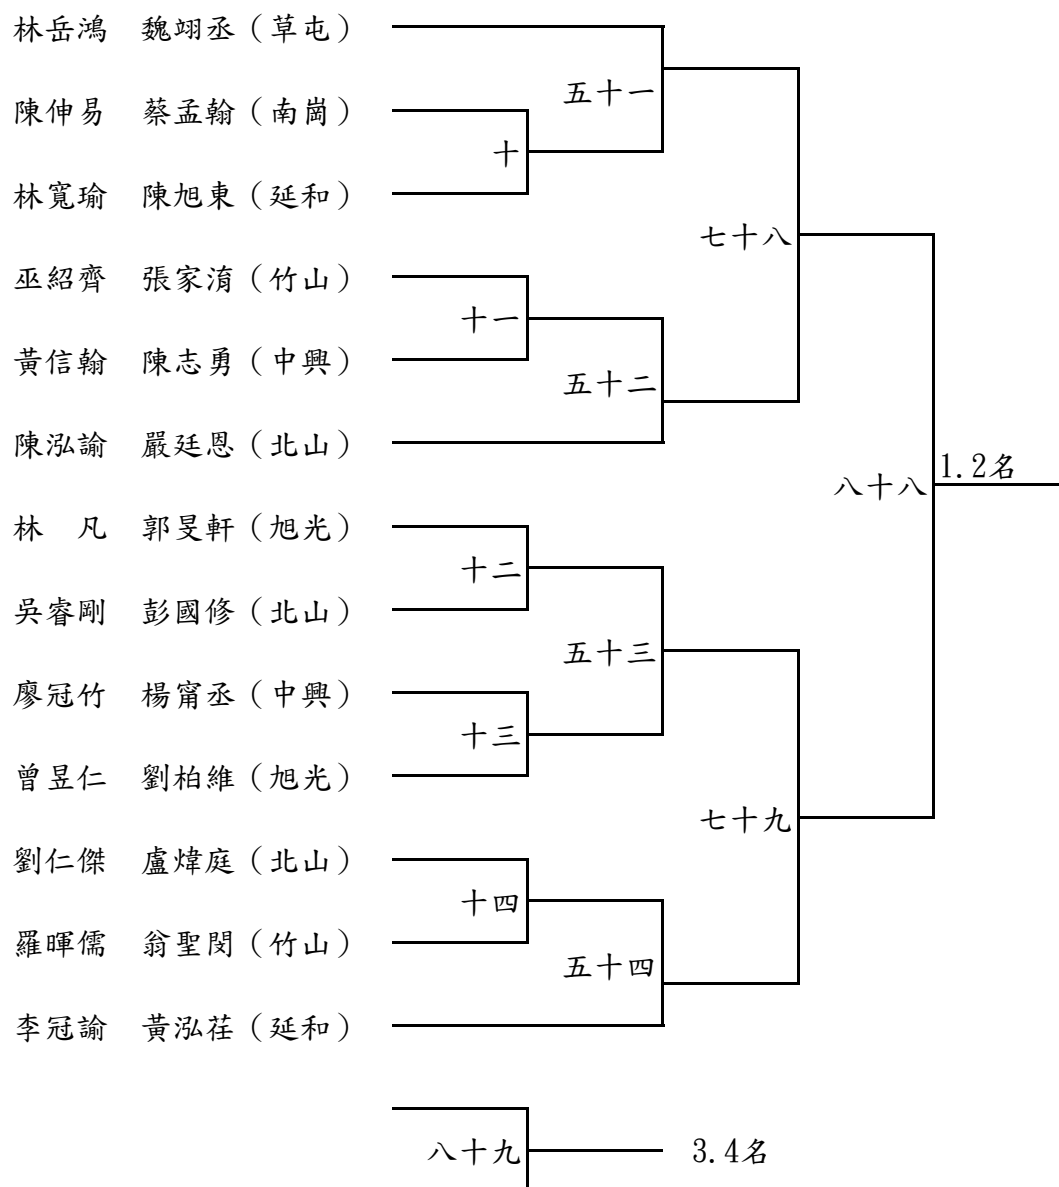 林岳鴻　魏翊丞（草屯）
五十一
陳伸易　蔡孟翰（南崗）
十
林寬瑜　陳旭東（延和）
七十八
巫紹齊　張家淯（竹山）
十一
黃信翰　陳志勇（中興）
五十二
陳泓諭　嚴廷恩（北山）
1.2名
八十八
林　凡　郭旻軒（旭光）
十二
吳睿剛　彭國修（北山）
五十三
廖冠竹　楊甯丞（中興）
十三
曾昱仁　劉柏維（旭光）
七十九
劉仁傑　盧煒庭（北山）
十四
羅暉儒　翁聖閔（竹山）
五十四
李冠諭　黃泓荏（延和）
八十九　3.4名